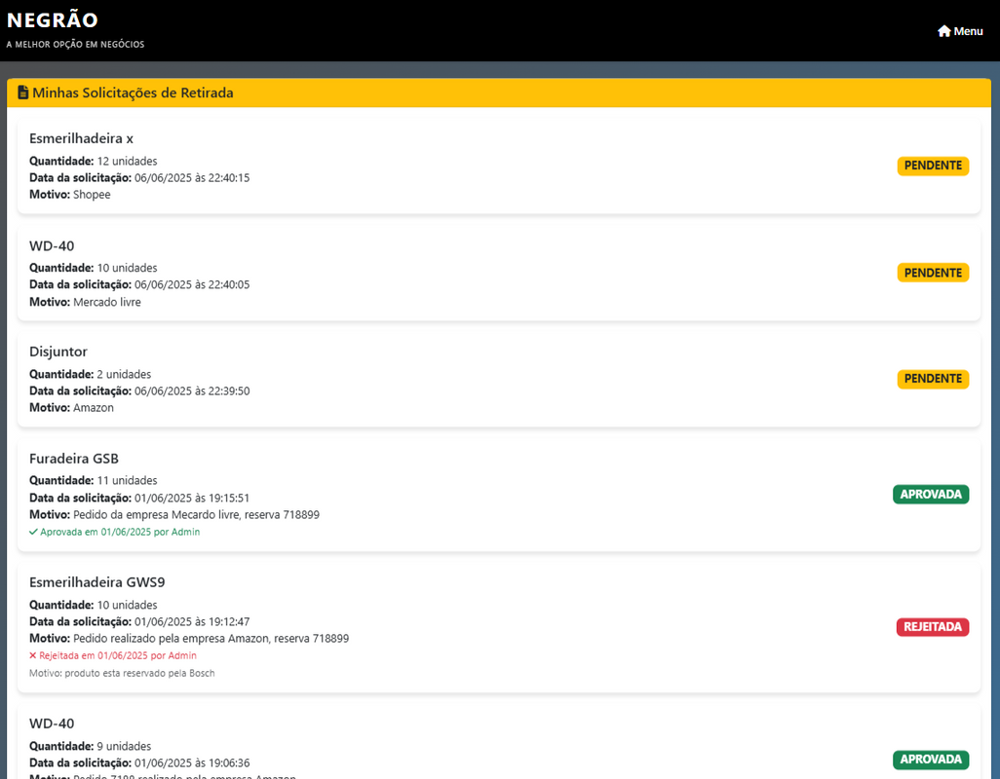 NEGRÃO
A MELHOR OPÇÃO EM NEGÓCIOS
Menu
Minhas Solicitações de Retirada
Esmerilhadeira x
Quantidade: 12 unidades
Data da solicitação: 06/06/2025 às 22:40:15
Motivo: Shopee
PENDENTE
WD-40
Quantidade: 10 unidades
Data da solicitação: 06/06/2025 às 22:40:05
Motivo: Mercado livre
PENDENTE
Disjuntor
Quantidade: 2 unidades
Data da solicitação: 06/06/2025 às 22:39:50
Motivo: Amazon
PENDENTE
Furadeira GSB
Quantidade: 11 unidades
Data da solicitação: 01/06/2025 às 19:15:51
Motivo: Pedido da empresa Mecardo livre, reserva 718899
Aprovada em 01/06/2025 por Admin
APROVADA
Esmerilhadeira GWS9
Quantidade: 10 unidades
Data da solicitação: 01/06/2025 às 19:12:47
Motivo: Pedido realizado pela empresa Amazon, reserva 718899
Rejeitada em 01/06/2025 por Admin
Motivo: produto esta reservado pela Bosch
REJEITADA
WD-40
Quantidade: 9 unidades
Data da solicitação: 01/06/2025 às 19:06:36
Motivo: Pedido 7188 realizado pela empresa Amazon
APROVADA